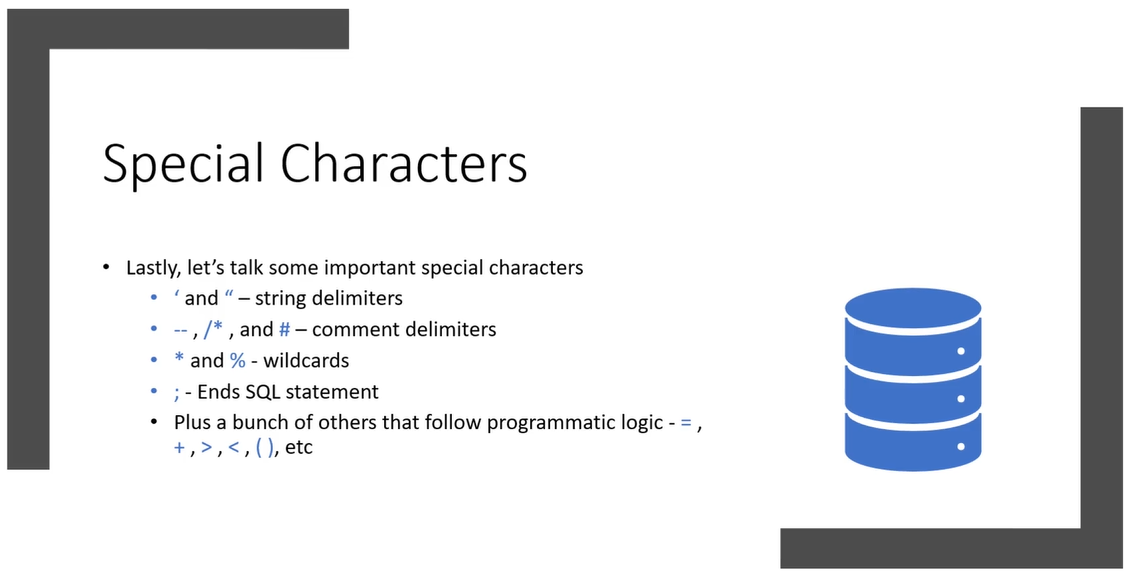 Special Characters
• Lastly, let’s talk some important special characters
• ‘ and “ – string delimiters
• -- , /* , and # – comment delimiters
• * and % - wildcards
• ; - Ends SQL statement
• Plus a bunch of others that follow programmatic logic - = ,
+ , > , < , ( ), etc